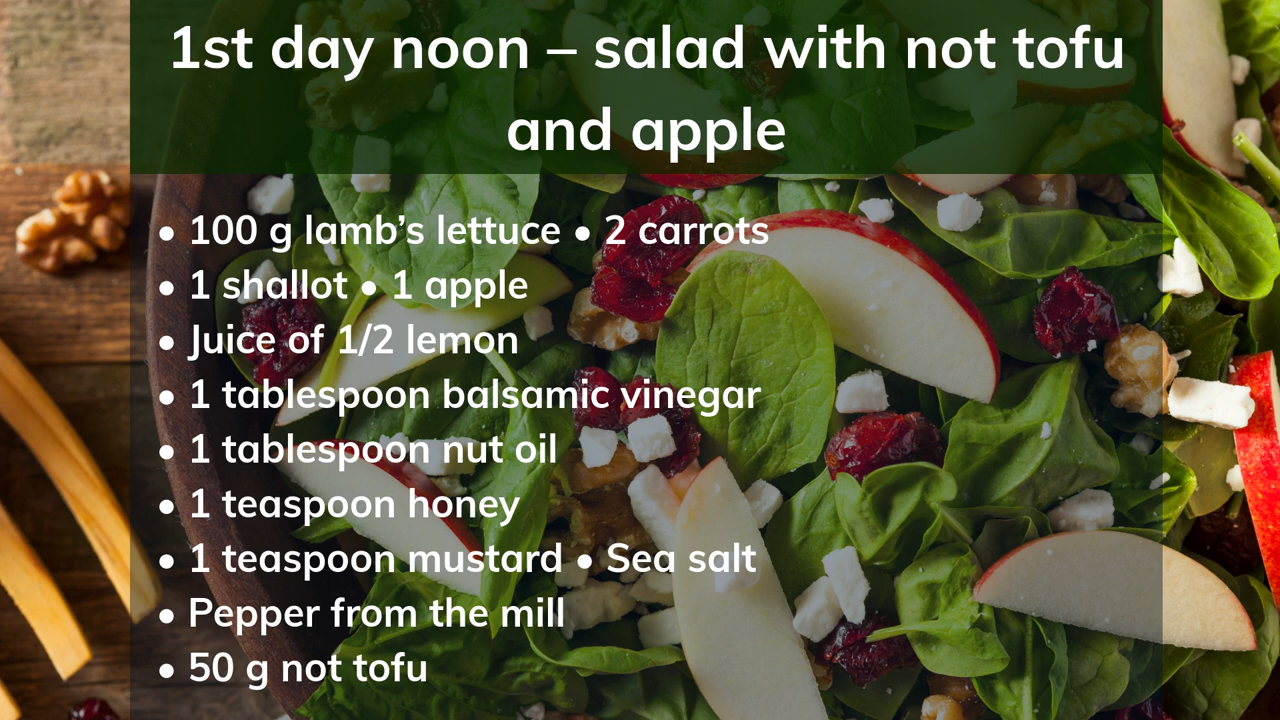 1st day noon – salad with not tofu
and apple
• 100 g lamb’s lettuce • 2 carrots
• 1 shallot • 1 apple
• Juice of 1/2 lemon
• 1 tablespoon balsamic vinegar
• 1 tablespoon nut oil
• 1 teaspoon honey
• 1 teaspoon mustard • Sea salt
• Pepper from the mill
• 50 g not tofu